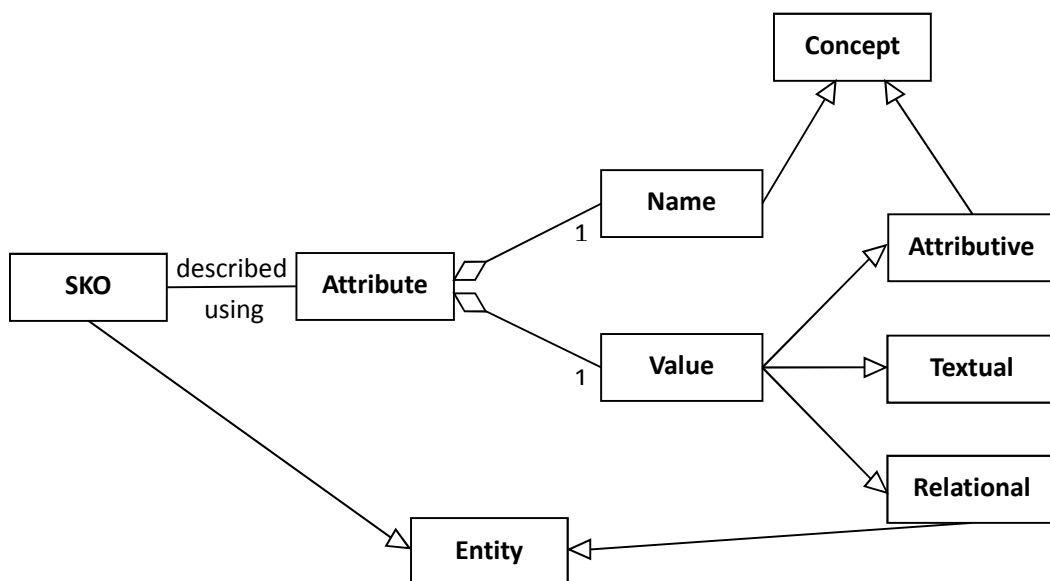 Concept
Name
1
Attributive
described
SKO
Attribute
using
Textual
Value
1
Relational
Entity